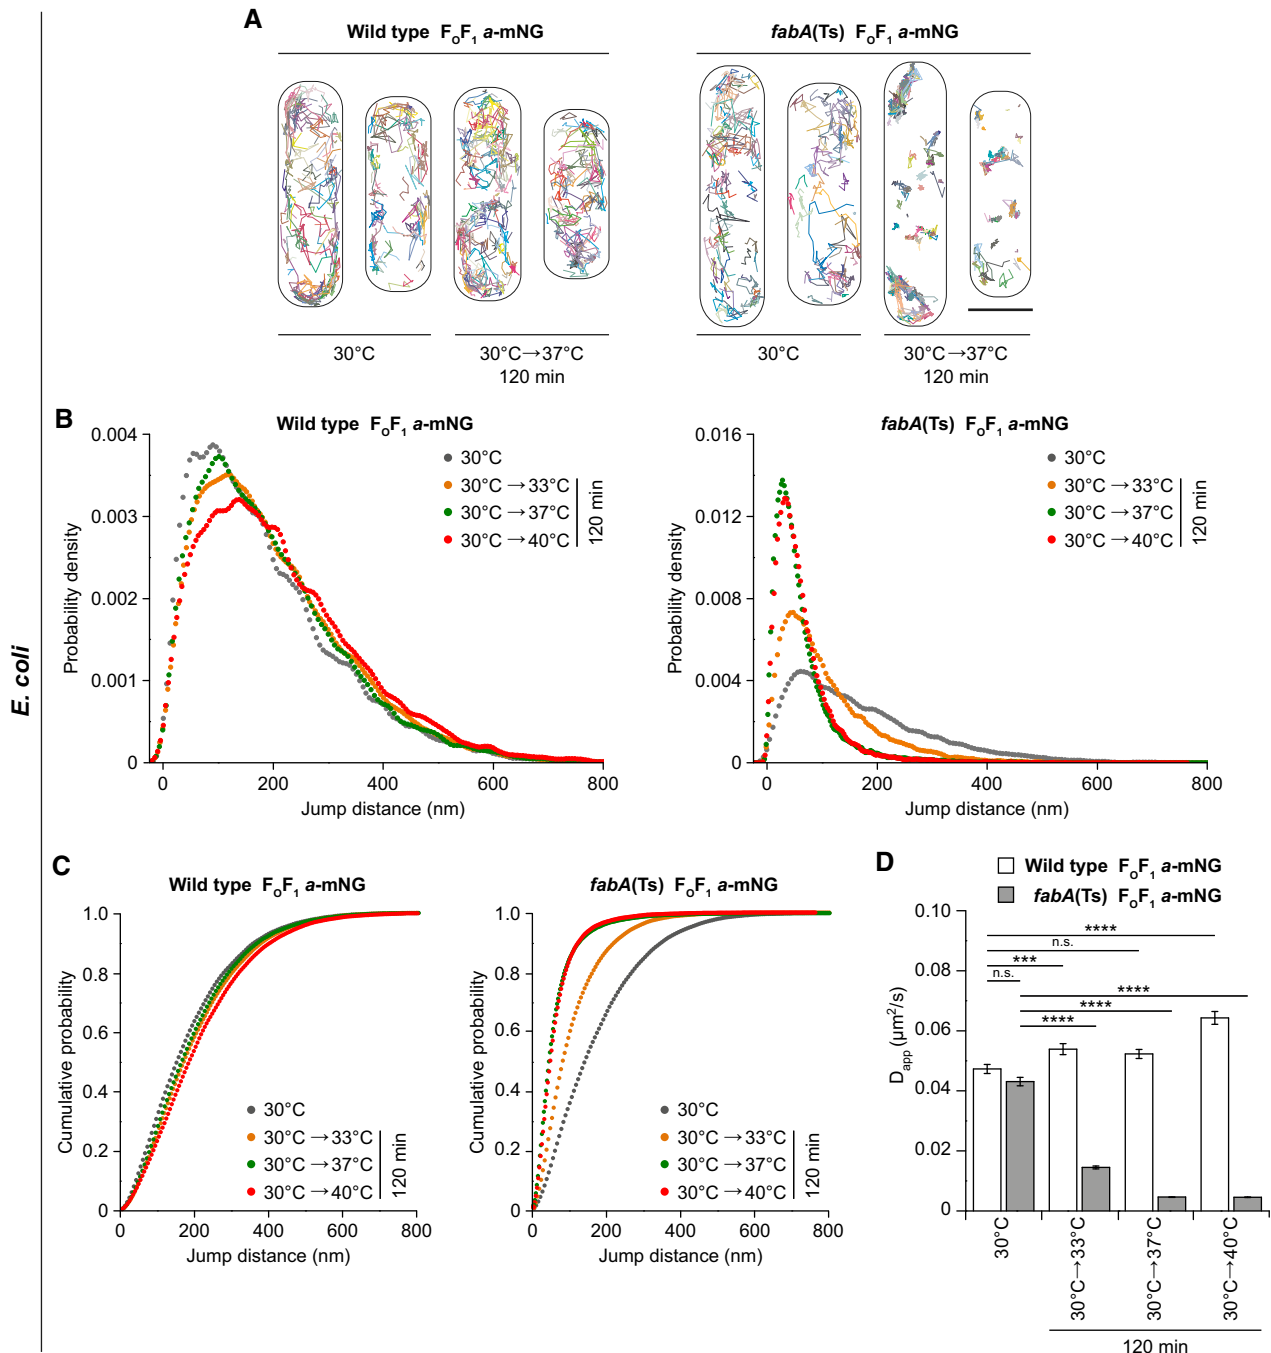 E. coli
A
Wild type FOF1 a-mNG
fabA(Ts) FOF1 a-mNG
30°C
30°C→37°C
120 min
30°C
30°C→37°C
120 min
B
Wild type FOF1 a-mNG
0.004
0.003
0.002
0.001
0
Probability density
30°C
30°C→33°C
30°C→37°C
30°C→40°C
120 min
0 200 400 600 800
Jump distance (nm)
fabA(Ts) FOF1 a-mNG
0.016
0.012
0.008
0.004
0
Probability density
30°C
30°C→33°C
30°C→37°C
30°C→40°C
120 min
0 200 400 600 800
Jump distance (nm)
C
Wild type FOF1 a-mNG
1.0
0.8
0.6
0.4
0.2
0
Cumulative probability
30°C
30°C→33°C
30°C→37°C
30°C→40°C
120 min
0 200 400 600 800
Jump distance (nm)
fabA(Ts) FOF1 a-mNG
1.0
0.8
0.6
0.4
0.2
0
Cumulative probability
30°C
30°C→33°C
30°C→37°C
30°C→40°C
120 min
0 200 400 600 800
Jump distance (nm)
D
Wild type FOF1 a-mNG
fabA(Ts) FOF1 a-mNG
0.10
0.08
0.06
0.04
0.02
0
Dapp (µm²/s)
****
n.s.
***
n.s.
****
****
****
30°C
30°C→33°C
30°C→37°C
30°C→40°C
120 min